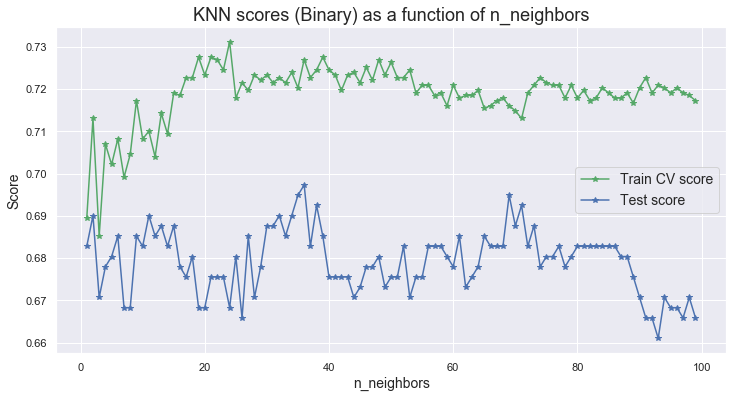 KNN scores (Binary) as a function of n_neighbors
0.73
0.72
0.71
0.70
0.69
0.68
0.67
0.66
Score
Train CV score
Test score
0 20 40 60 80 100
n_neighbors